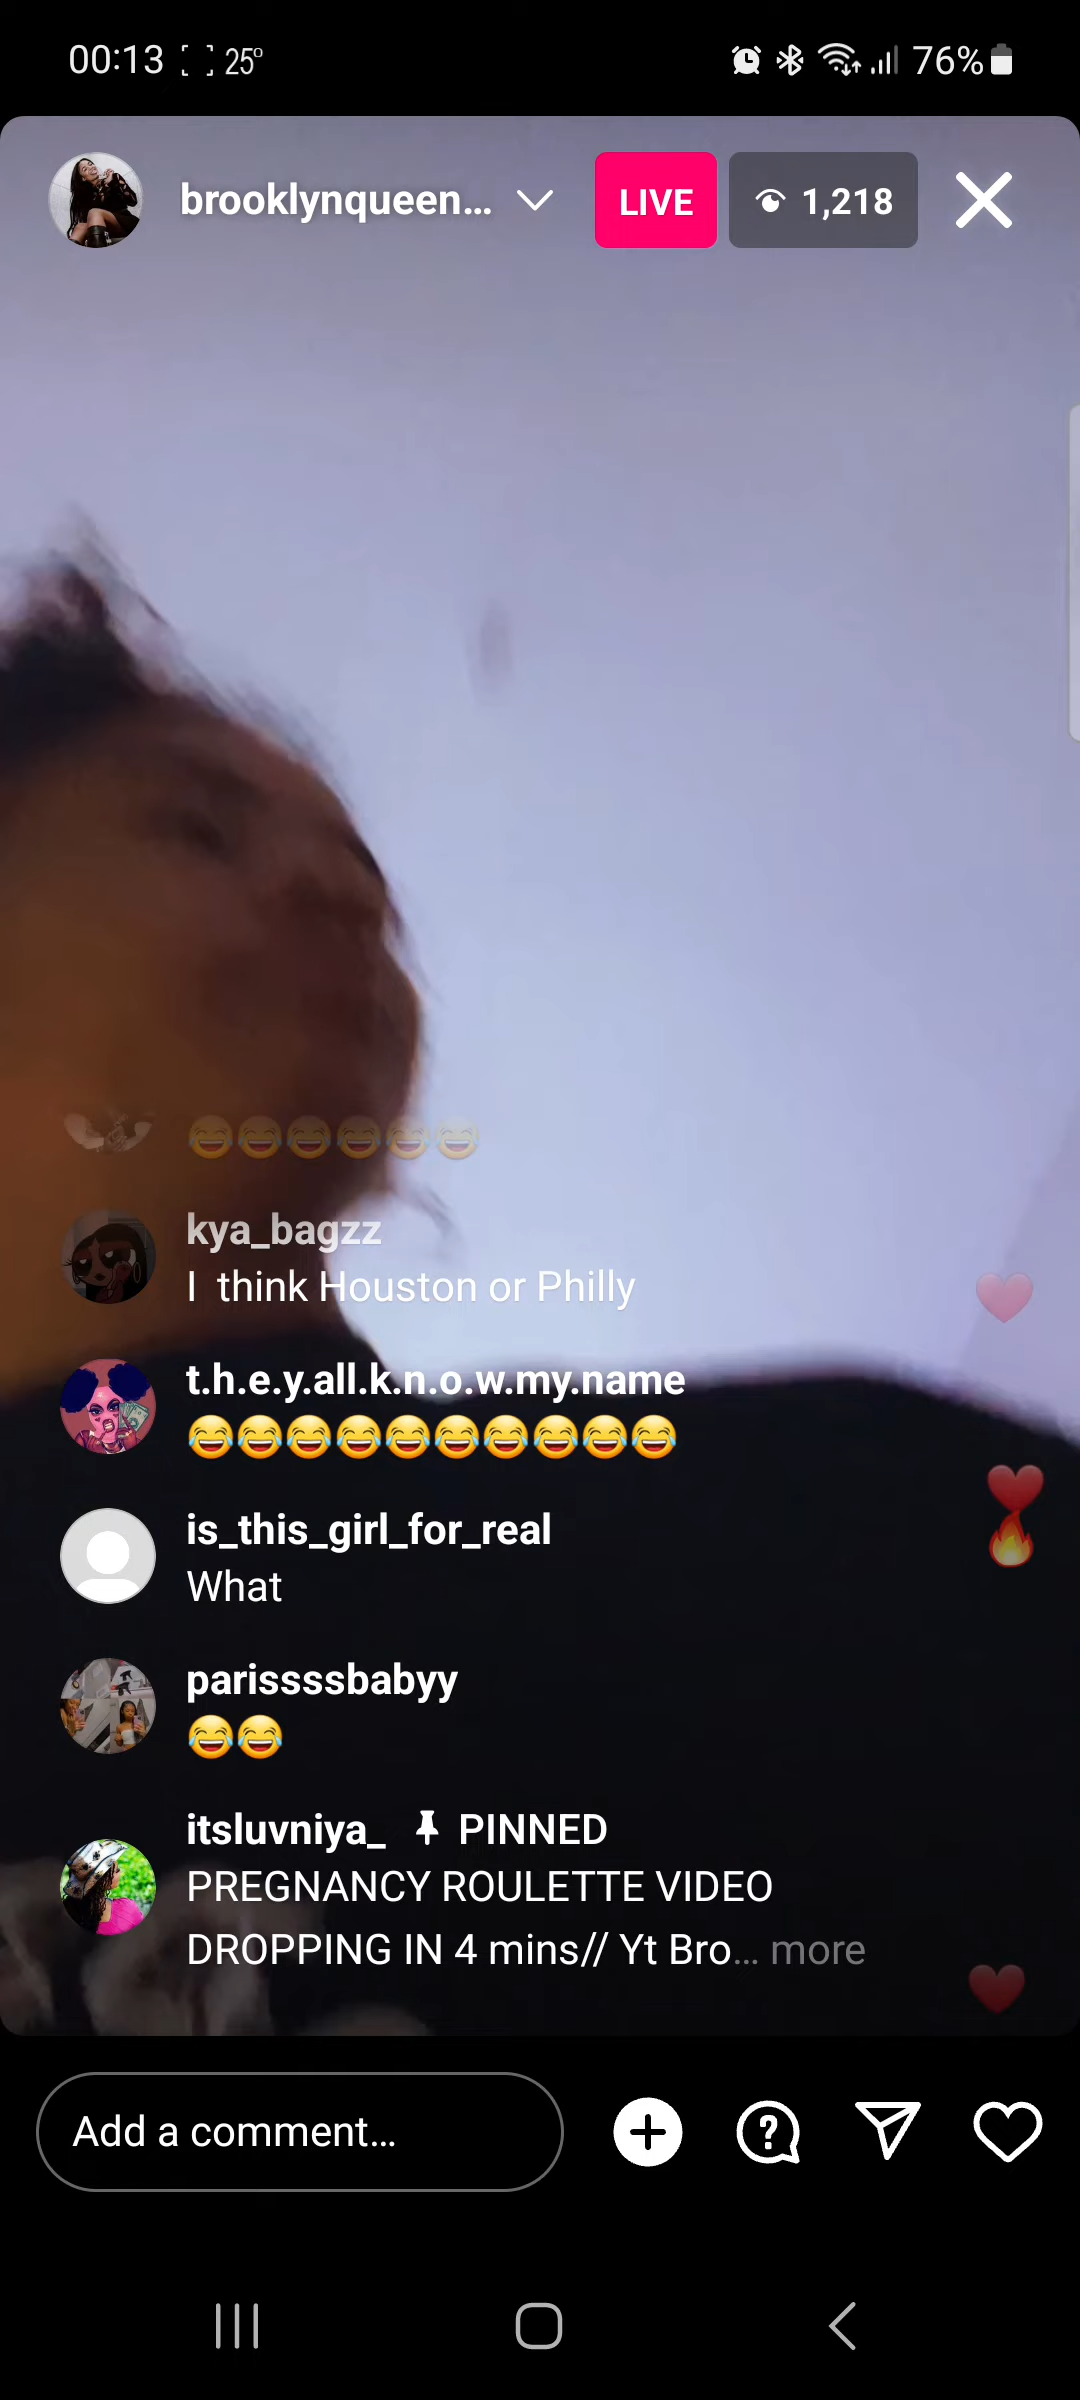 00:13 25°
76%
brooklynqueen...
LIVE
1,218
😂😂😂😂😂😂
kya_bagzz
I think Houston or Philly
t.h.e.y.all.k.n.o.w.my.name
😂😂😂😂😂😂😂😂😂😂
is_this_girl_for_real
What
parissssbabyy
😂😂
itsluvniya_ PINNED
PREGNANCY ROULETTE VIDEO
DROPPING IN 4 mins// Yt Bro... more
Add a comment...